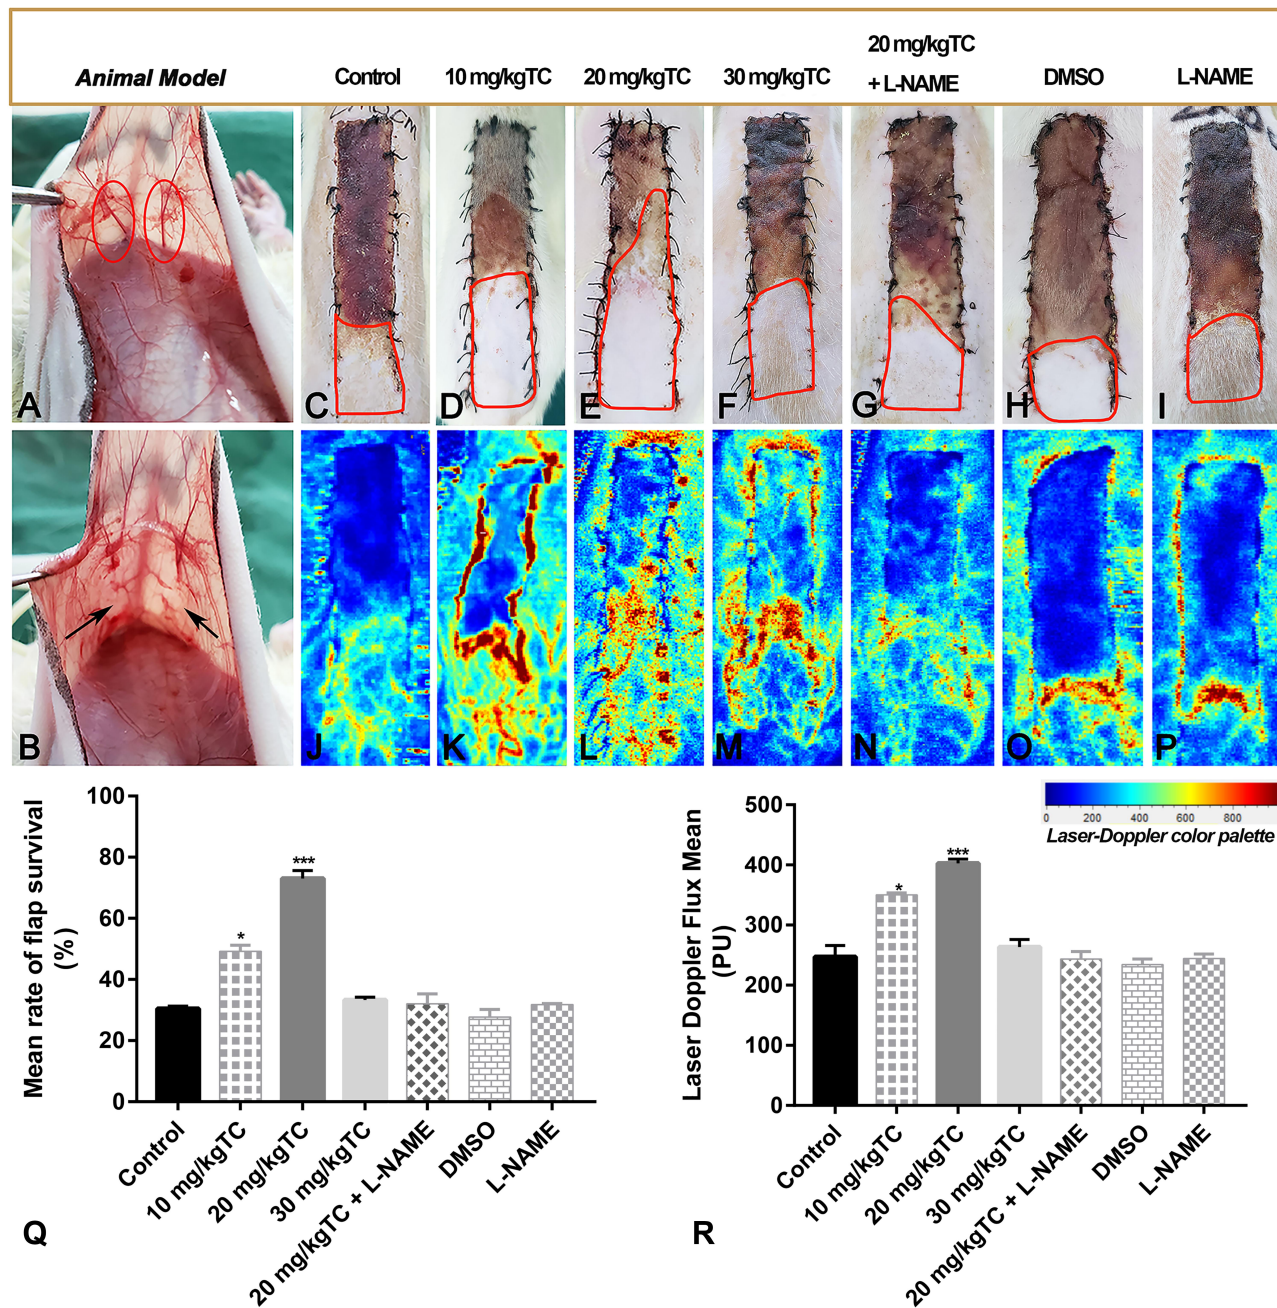 20 mg/kgTC
Animal Model Control 10 mg/kgTC 20 mg/kgTC 30 mg/kgTC + L-NAME DMSO L-NAME
A C D E F G H I
B J K L M N O P
100
80
60
40
20
0
Mean rate of flap survival
(%)
***
*
Control
10 mg/kgTC
20 mg/kgTC
30 mg/kgTC
20 mg/kgTC + L-NAME
DMSO
L-NAME
Q
500
400
300
200
100
0
Laser Doppler Flux Mean
(PU)
0 200 400 600 800
Laser-Doppler color palette
***
*
Control
10 mg/kgTC
20 mg/kgTC
30 mg/kgTC
20 mg/kgTC + L-NAME
DMSO
L-NAME
R